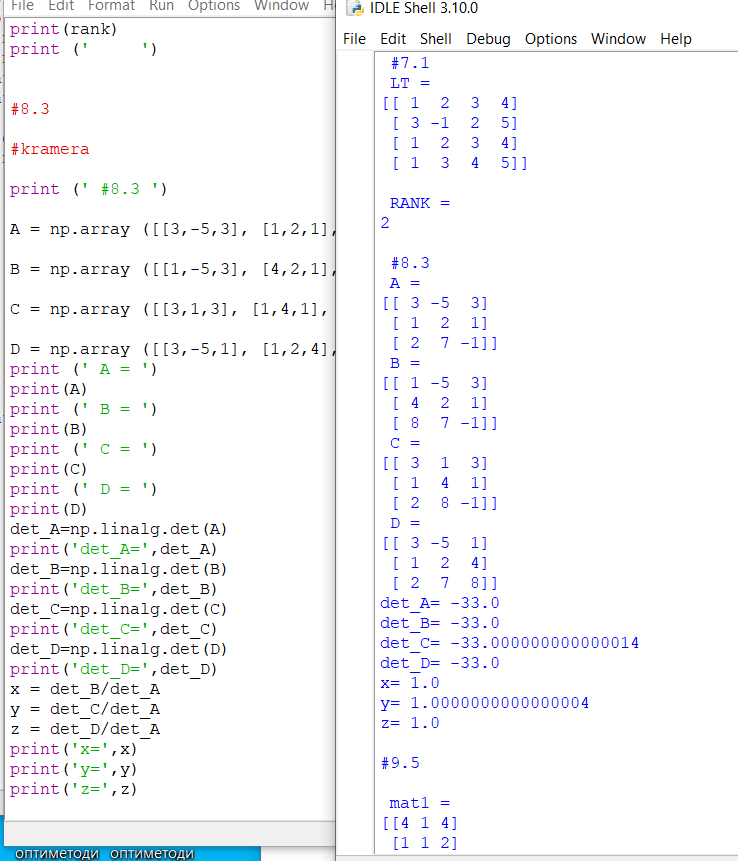 File Edit Format Run Options Window
print(rank)
print ('      ')
#8.3
#kramera
print (' #8.3 ')
A = np.array ([[3,-5,3], [1,2,1],
B = np.array ([[1,-5,3], [4,2,1],
C = np.array ([[3,1,3], [1,4,1],
D = np.array ([[3,-5,1], [1,2,4],
print (' A = ')
print(A)
print (' B = ')
print(B)
print (' C = ')
print(C)
print (' D = ')
print(D)
det_A=np.linalg.det(A)
print('det_A=',det_A)
det_B=np.linalg.det(B)
print('det_B=',det_B)
det_C=np.linalg.det(C)
print('det_C=',det_C)
det_D=np.linalg.det(D)
print('det_D=',det_D)
x = det_B/det_A
y = det_C/det_A
z = det_D/det_A
print('x=',x)
print('y=',y)
print('z=',z)
оптиметоди оптиметоди
IDLE Shell 3.10.0
File Edit Shell Debug Options Window Help
#7.1
LT =
[[ 1  2  3  4]
[ 3 -1  2  5]
[ 1  2  3  4]
[ 1  3  4  5]]
RANK =
2
#8.3
A =
[[ 3 -5  3]
[ 1  2  1]
[ 2  7 -1]]
B =
[[ 1 -5  3]
[ 4  2  1]
[ 8  7 -1]]
C =
[[ 3  1  3]
[ 1  4  1]
[ 2  8 -1]]
D =
[[ 3 -5  1]
[ 1  2  4]
[ 2  7  8]]
det_A= -33.0
det_B= -33.0
det_C= -33.000000000000014
det_D= -33.0
x= 1.0
y= 1.0000000000000004
z= 1.0
#9.5
mat1 =
[[4 1 4]
[1 1 2]